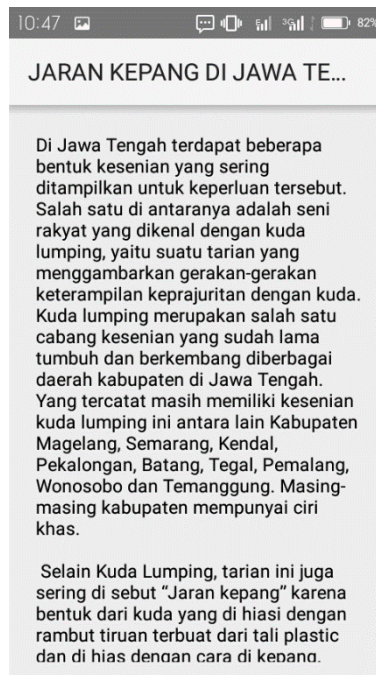 10:47 3G 82%
JARAN KEPANG DI JAWA TE...
Di Jawa Tengah terdapat beberapa
bentuk kesenian yang sering
ditampilkan untuk keperluan tersebut.
Salah satu di antaranya adalah seni
rakyat yang dikenal dengan kuda
lumping, yaitu suatu tarian yang
menggambarkan gerakan-gerakan
keterampilan keprajuritan dengan kuda.
Kuda lumping merupakan salah satu
cabang kesenian yang sudah lama
tumbuh dan berkembang diberbagai
daerah kabupaten di Jawa Tengah.
Yang tercatat masih memiliki kesenian
kuda lumping ini antara lain Kabupaten
Magelang, Semarang, Kendal,
Pekalongan, Batang, Tegal, Pemalang,
Wonosobo dan Temanggung. Masing-
masing kabupaten mempunyai ciri
khas.
Selain Kuda Lumping, tarian ini juga
sering di sebut “Jaran kepang” karena
bentuk dari kuda yang di hiasi dengan
rambut tiruan terbuat dari tali plastic
dan di hias dengan cara di kepang.